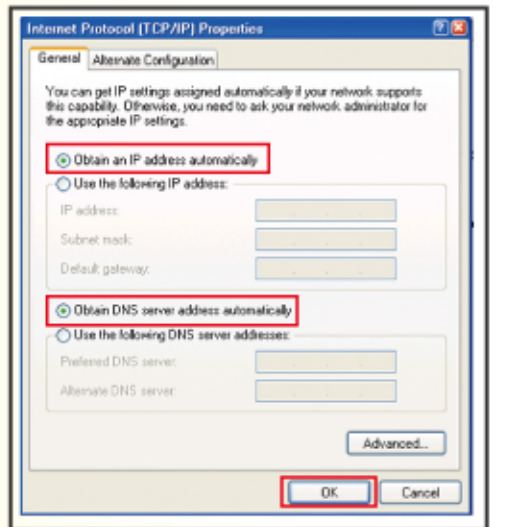 Internet Protocol (TCP/IP) Properties
General Alternate Configuration
You can get IP settings assigned automatically if your network supports
this capability. Otherwise, you need to ask your network administrator for
the appropriate IP settings.
Obtain an IP address automatically
Use the following IP address:
IP address:
Subnet mask:
Default gateway:
Obtain DNS server address automatically
Use the following DNS server addresses:
Preferred DNS server:
Alternate DNS server:
Advanced...
OK Cancel